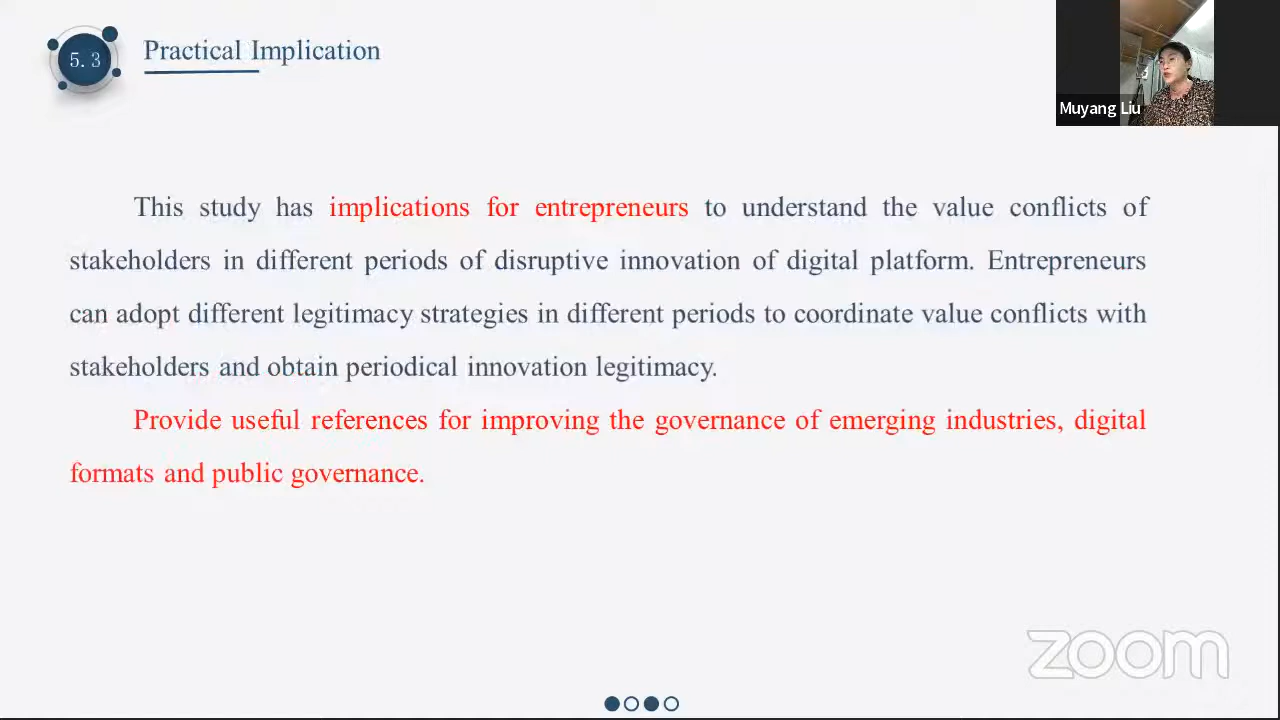 5.3
Practical Implication
Muyang Liu
This study has implications for entrepreneurs to understand the value conflicts of
stakeholders in different periods of disruptive innovation of digital platform. Entrepreneurs
can adopt different legitimacy strategies in different periods to coordinate value conflicts with
stakeholders and obtain periodical innovation legitimacy.
Provide useful references for improving the governance of emerging industries, digital
formats and public governance.
zoom